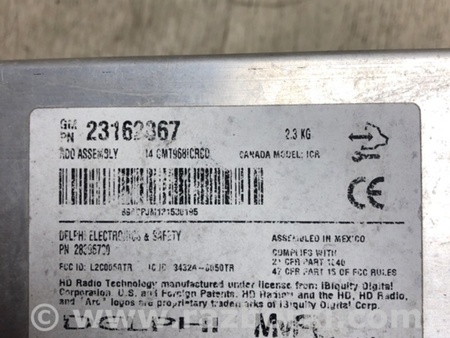 GM PN 23162367 2.3 KG
RDO ASSEMBLY 14 GMT968ICRCD CANADA MODEL: ICR
CE
DELPHI ELECTRONICS & SAFETY ASSEMBLED IN MEXICO
PN COMPLIES WITH
21 CFR PART 1040
FCC ID: L2C0050TR IC ID 3432A-0050TR 47 CFR PART 15 OF FCC RULES
HD Radio Technology manufactured under license from: iBiquity Digital
Corporation. U.S. and Foreign Patents. HD Radio and the HD, HD Radio,
and "Arc" logos are proprietary trademarks of iBiquity Digital Corp.
DELPHI